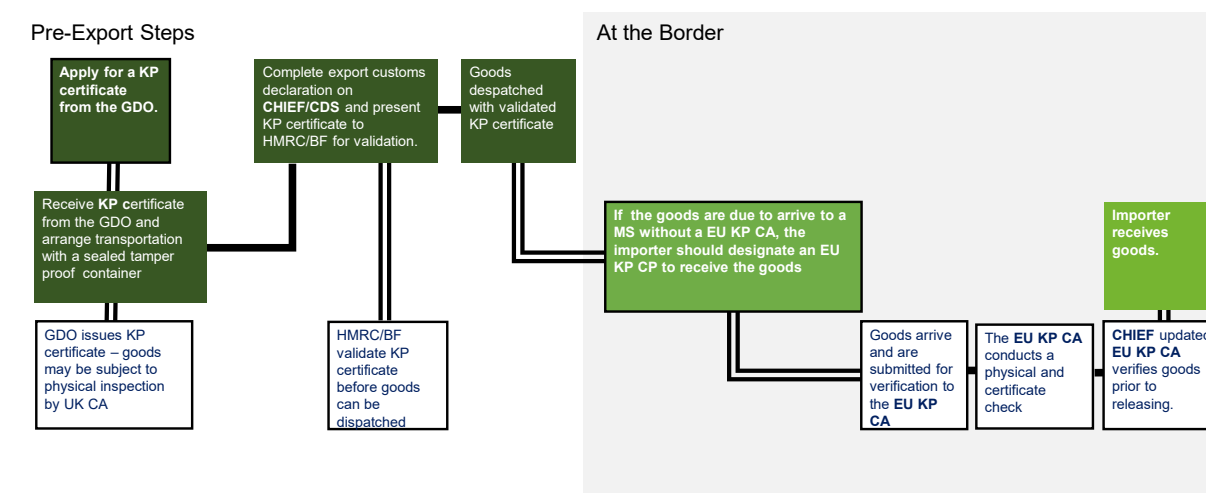 Pre-Export Steps
At the Border
Apply for a KP
certificate
from the GDO.
Complete export customs
declaration on
CHIEF/CDS and present
KP certificate to
HMRC/BF for validation.
Goods
despatched
with validated
KP certificate
Receive KP certificate
from the GDO and
arrange transportation
with a sealed tamper
proof container
If the goods are due to arrive to a
MS without a EU KP CA, the
importer should designate an EU
KP CP to receive the goods
Importer
receives
goods.
GDO issues KP
certificate – goods
may be subject to
physical inspection
by UK CA
HMRC/BF
validate KP
certificate
before goods
can be
dispatched
Goods arrive
and are
submitted for
verification to
the EU KP
CA
The EU KP CA
conducts a
physical and
certificate
check
CHIEF updated
EU KP CA
verifies goods
prior to
releasing.